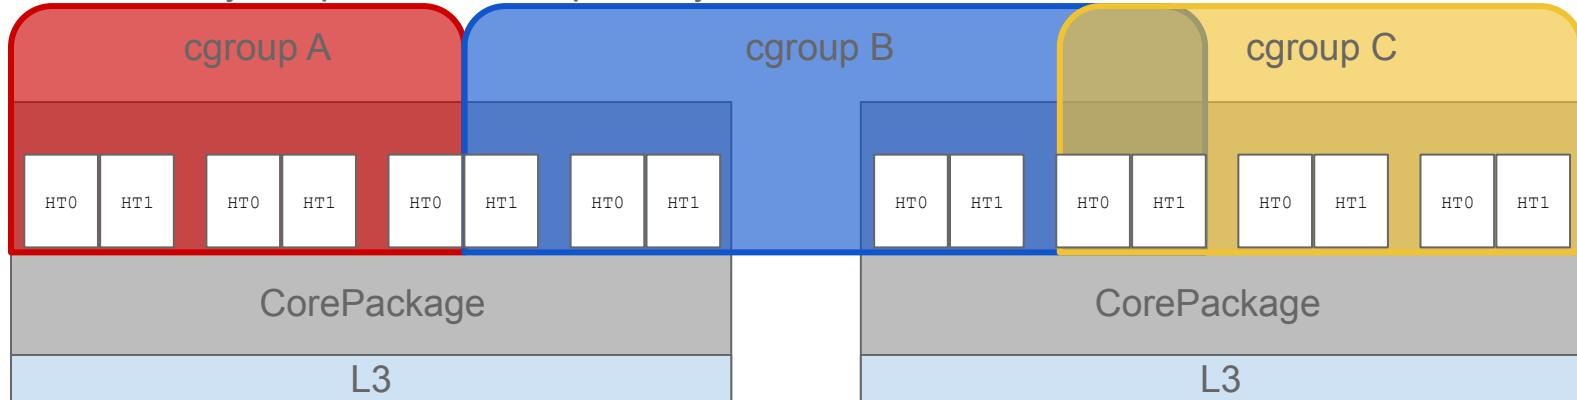 cgroup A cgroup B cgroup C
HT0 HT1 HT0 HT1 HT0 HT1 HT0 HT1 HT0 HT1 HT0 HT1 HT0 HT1 HT0 HT1
CorePackage CorePackage
L3 L3